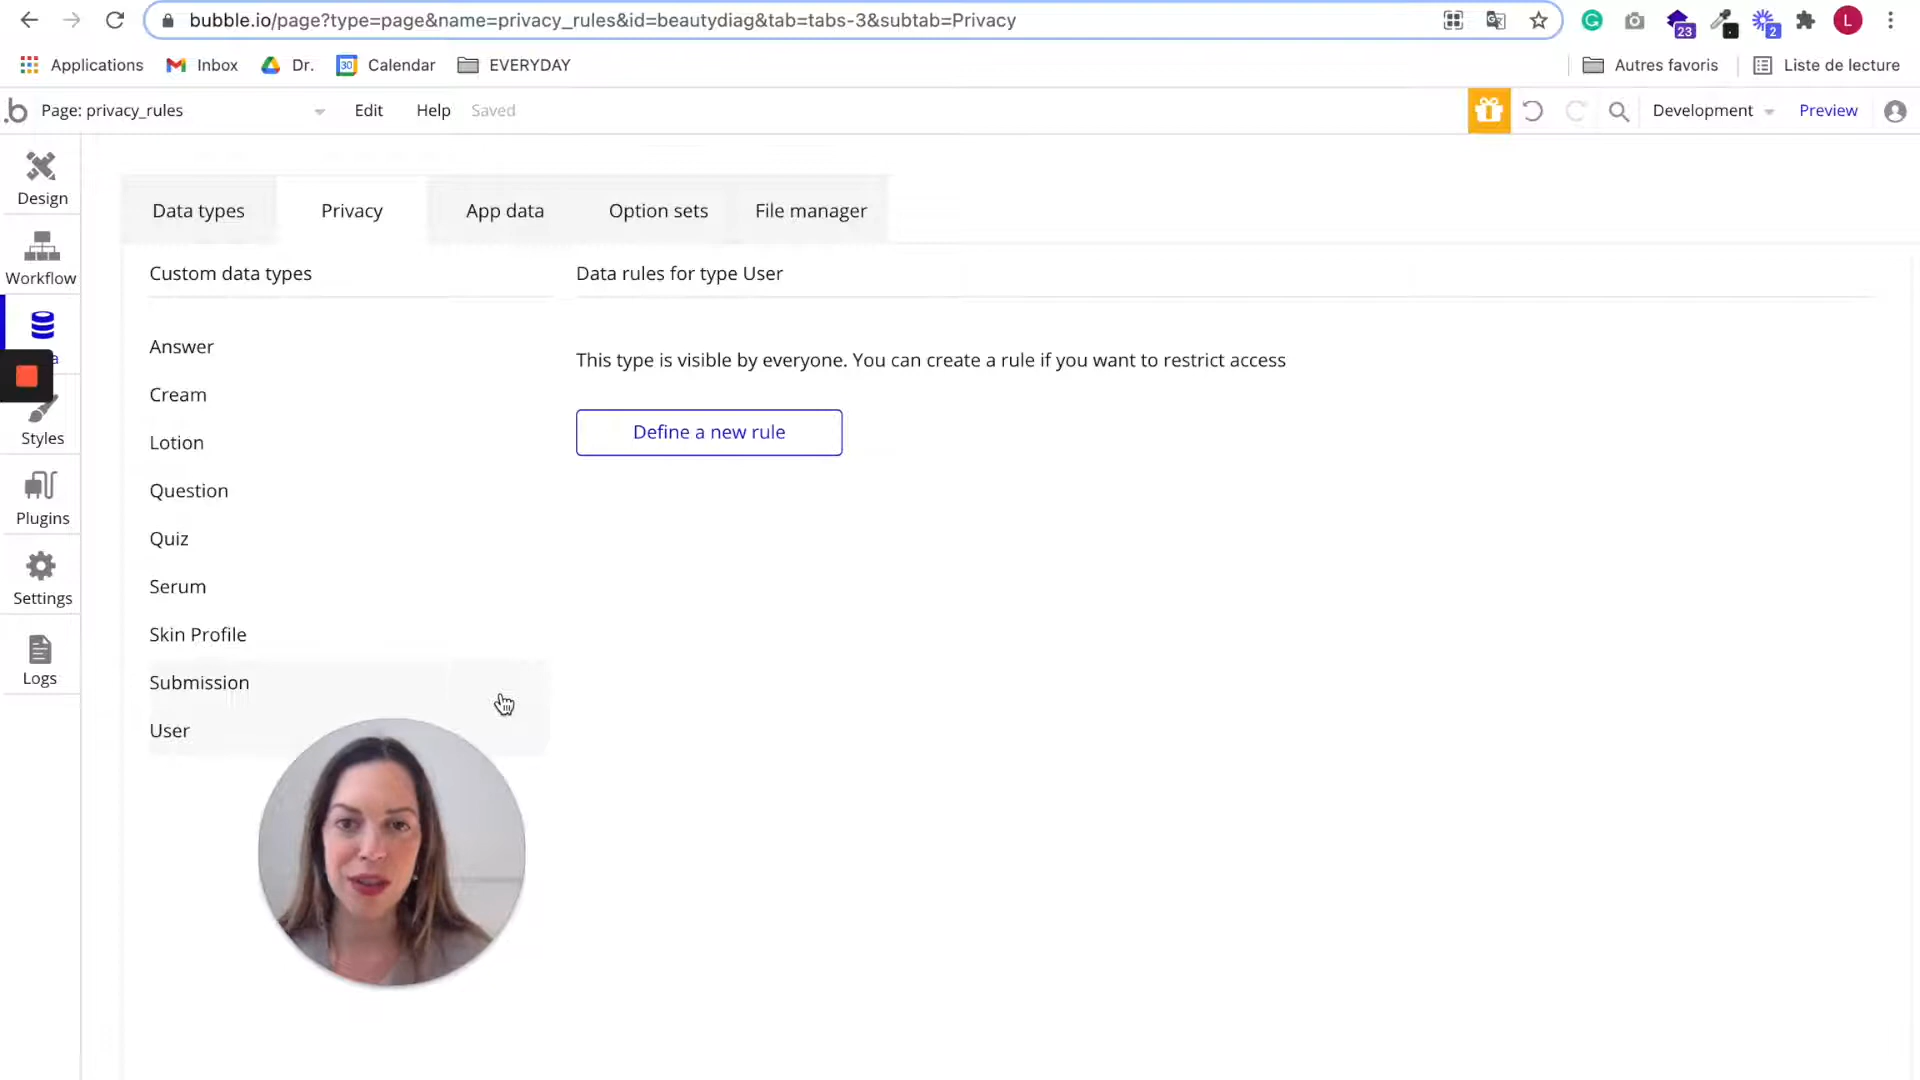 bubble.io/page?type=page&name=privacy_rules&id=beautydiag&tab=tabs-3&subtab=Privacy
23
2
L
Applications
Inbox
Dr.
30
Calendar
EVERYDAY
Autres favoris
Liste de lecture
b
Page: privacy_rules
Edit
Help
Saved
Development
Preview
Design
Workflow
Styles
Plugins
Settings
Logs
Data types
Privacy
App data
Option sets
File manager
Custom data types
Answer
Cream
Lotion
Question
Quiz
Serum
Skin Profile
Submission
User
Data rules for type User
This type is visible by everyone. You can create a rule if you want to restrict access
Define a new rule